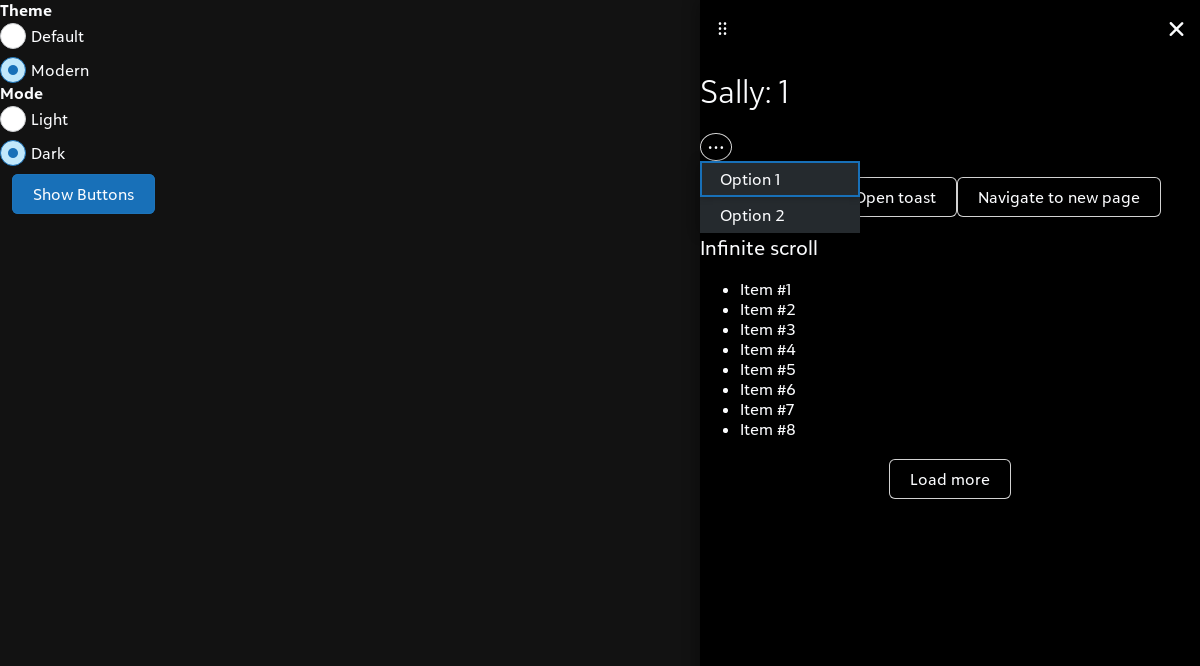 Theme
Default
Modern
Mode
Light
Dark
Show Buttons
Sally: 1
Option 1
Option 2
Open toast
Navigate to new page
Infinite scroll
Item #1
Item #2
Item #3
Item #4
Item #5
Item #6
Item #7
Item #8
Load more